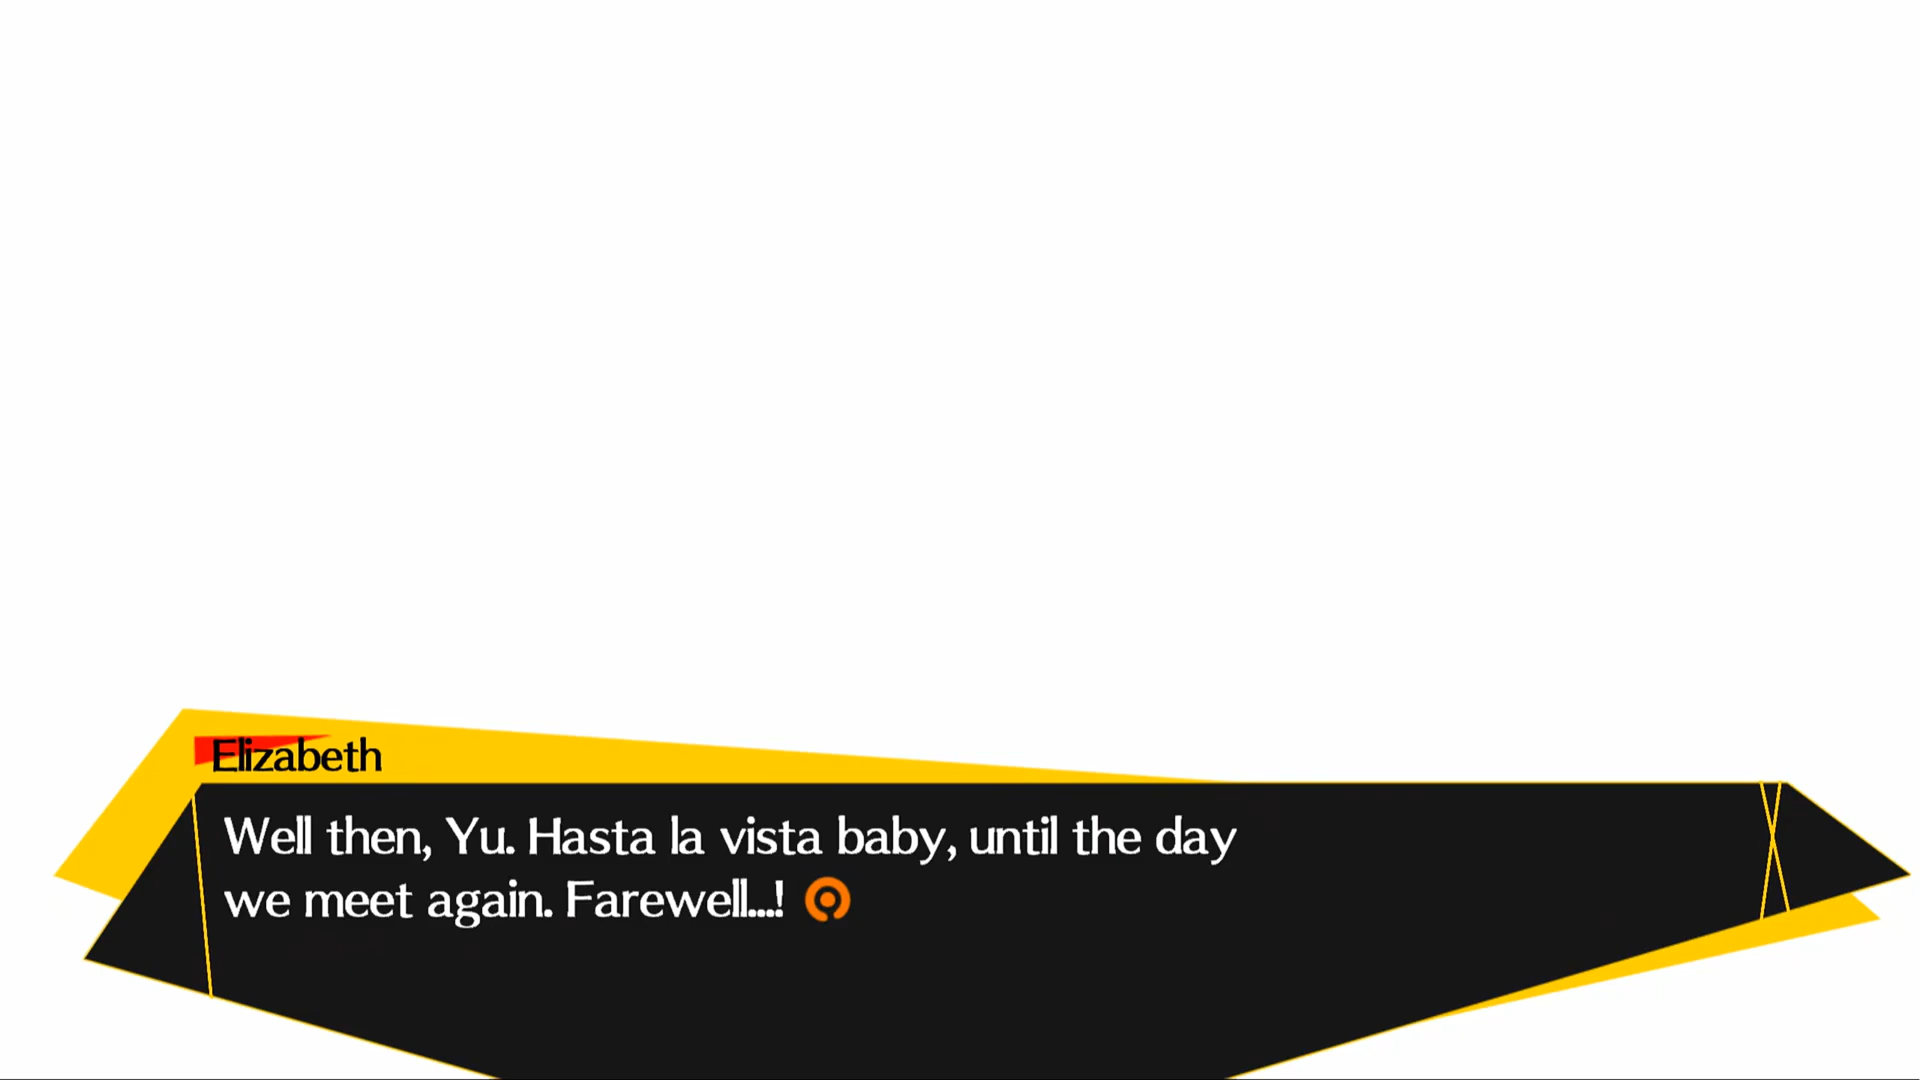 Elizabeth
Well then, Yu. Hasta la vista baby, until the day
we meet again. Farewell...!